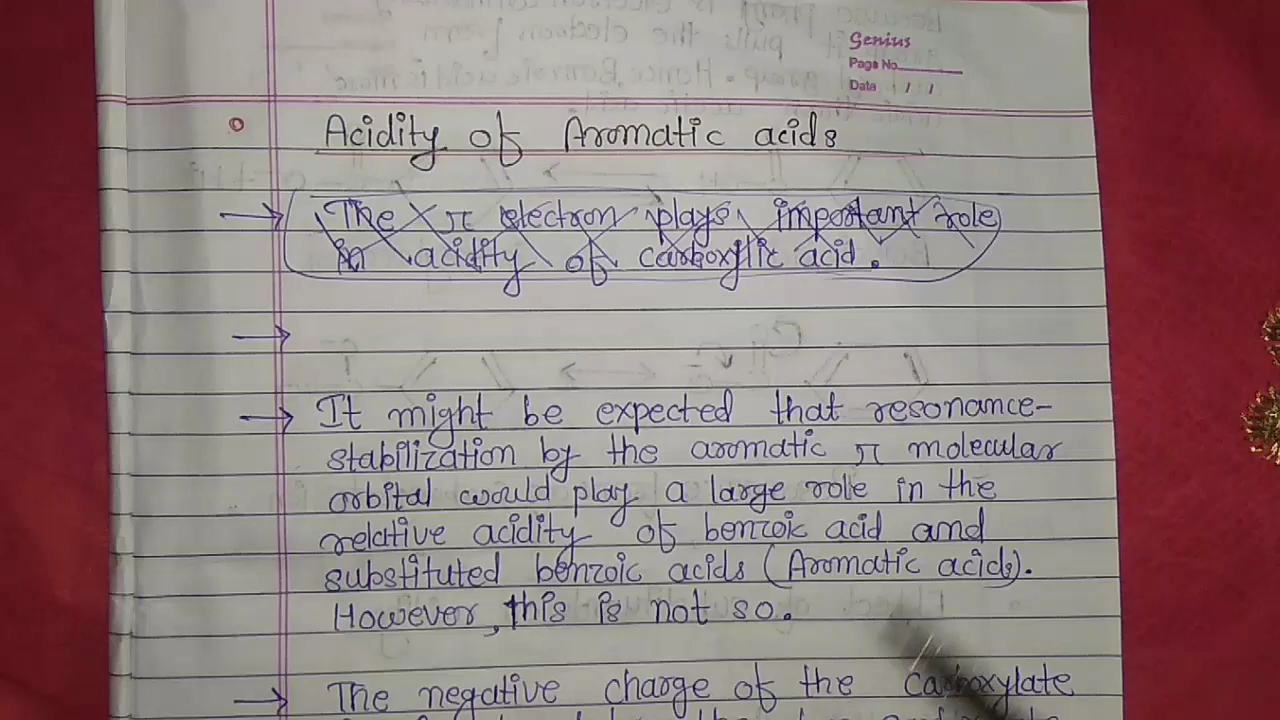 Genius
Page No.
Date / /
Acidity of Aromatic acids
→ The π electron plays important role
in acidity of carboxylic acid.
→
→ It might be expected that resonance-
stabilization by the aromatic π molecular
orbital would play a large role in the
relative acidity of benzoic acid and
substituted benzoic acids (Aromatic acids).
However, this is not so.
→ The negative charge of the carboxylate